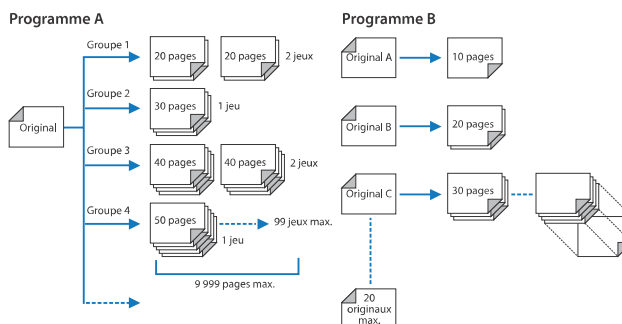 Programme A
Groupe 1
20 pages
20 pages
2 jeux
Groupe 2
30 pages
1 jeu
Original
Groupe 3
40 pages
40 pages
2 jeux
Groupe 4
50 pages
1 jeu
99 jeux max.
9 999 pages max.
Programme B
Original A
10 pages
Original B
20 pages
Original C
30 pages
20
originaux
max.